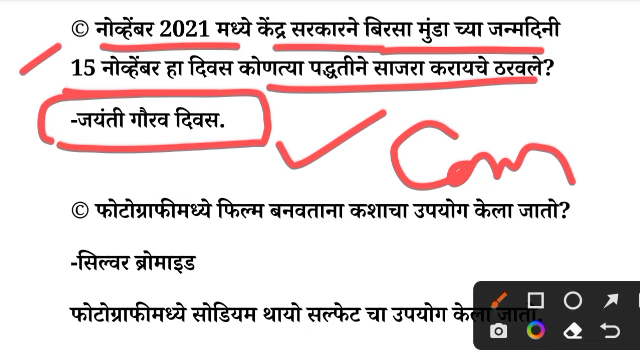 © नोव्हेंबर 2021 मध्ये केंद्र सरकारने बिरसा मुंडा च्या जन्मदिनी
15 नोव्हेंबर हा दिवस कोणत्या पद्धतीने साजरा करायचे ठरवले?
-जयंती गौरव दिवस.
© फोटोग्राफीमध्ये फिल्म बनवताना कशाचा उपयोग केला जातो?
-सिल्वर ब्रोमाइड
फोटोग्राफीमध्ये सोडियम थायो सल्फेट चा उपयोग केला जाता.